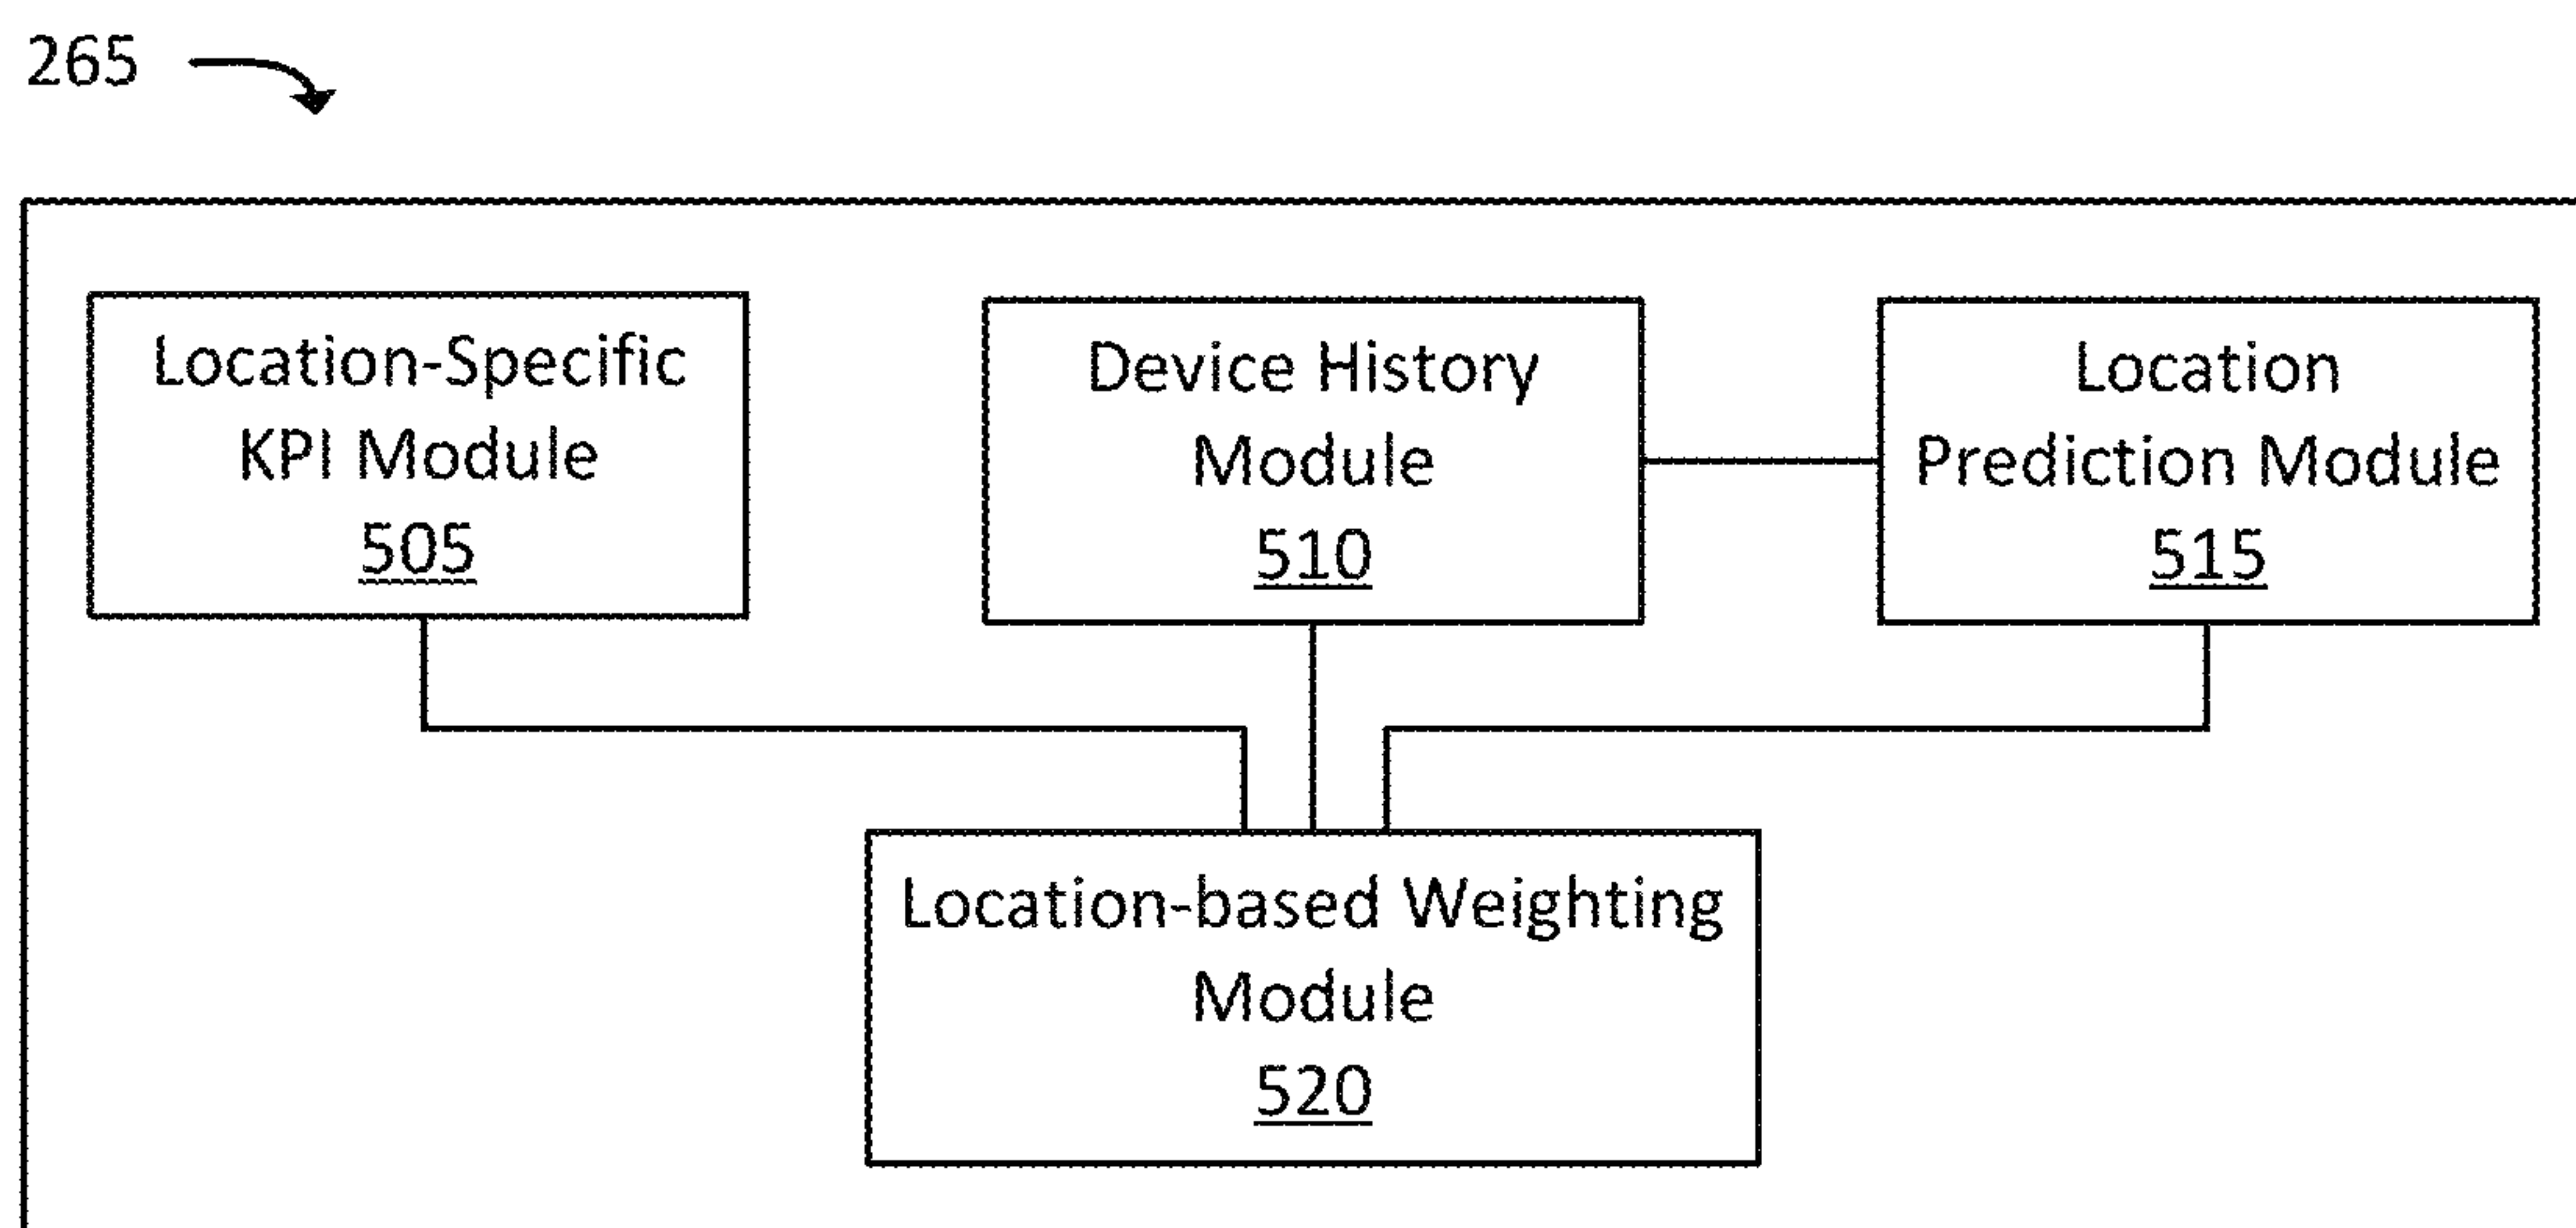 265
Location-Specific
KPI Module
505
Device History
Module
510
Location
Prediction Module
515
Location-based Weighting
Module
520